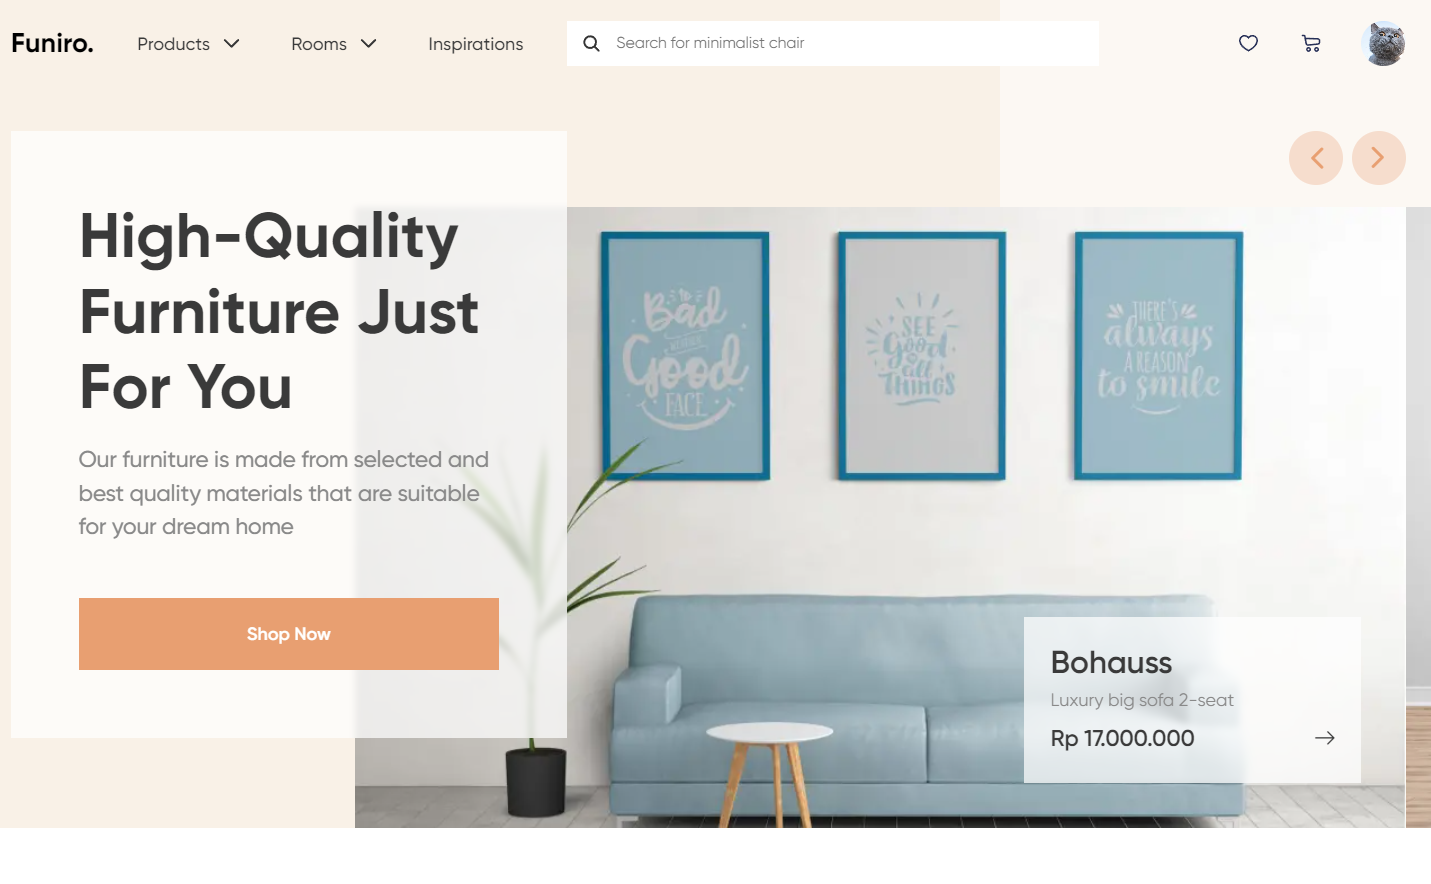 Funiro.
Products
Rooms
Inspirations
Search for minimalist chair
High-Quality
Furniture Just
For You
Our furniture is made from selected and
best quality materials that are suitable
for your dream home
Shop Now
Bad
Good
FACE
SEE
Good
all
THINGS
THERE'S
always
A REASON
to smile
Bohauss
Luxury big sofa 2-seat
Rp 17.000.000